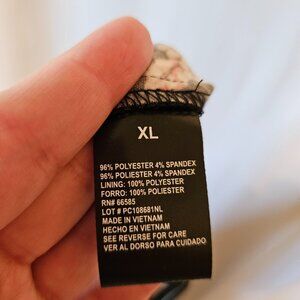 XL
96% POLYESTER 4% SPANDEX
96% POLIESTER 4% SPANDEX
LINING: 100% POLYESTER
FORRO: 100% POLIESTER
RN# 66585
LOT # PC108681NL
MADE IN VIETNAM
HECHO EN VIETNAM
SEE REVERSE FOR CARE
VER AL DORSO PARA CUIDADO